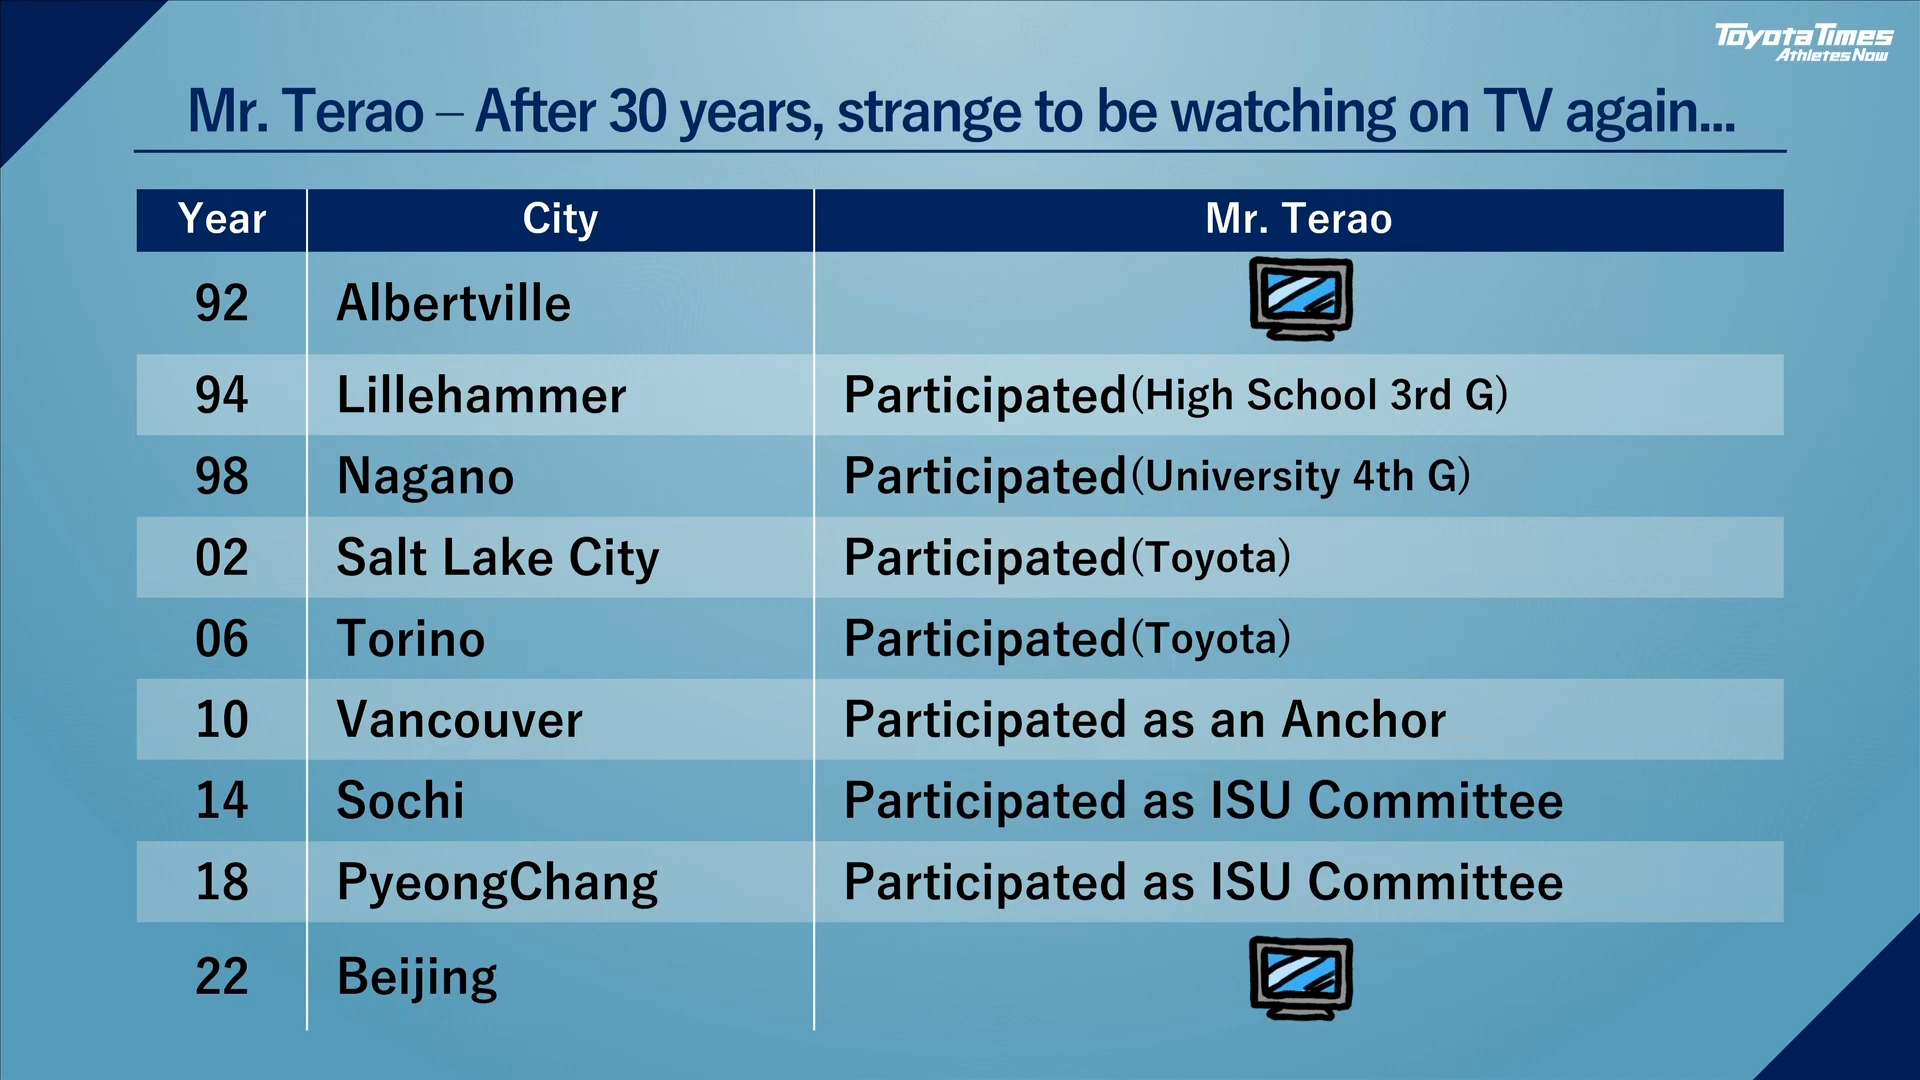 Toyota Times
Athletes Now
Mr. Terao – After 30 years, strange to be watching on TV again...
Year City Mr. Terao
92 Albertville
94 Lillehammer Participated(High School 3rd G)
98 Nagano Participated(University 4th G)
02 Salt Lake City Participated(Toyota)
06 Torino Participated(Toyota)
10 Vancouver Participated as an Anchor
14 Sochi Participated as ISU Committee
18 PyeongChang Participated as ISU Committee
22 Beijing